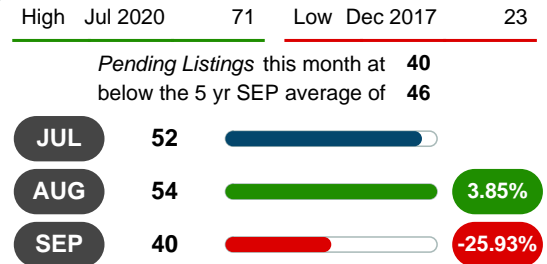 High Jul 2020 71 Low Dec 2017 23
Pending Listings this month at 40
below the 5 yr SEP average of 46
JUL 52
AUG 54 3.85%
SEP 40 -25.93%